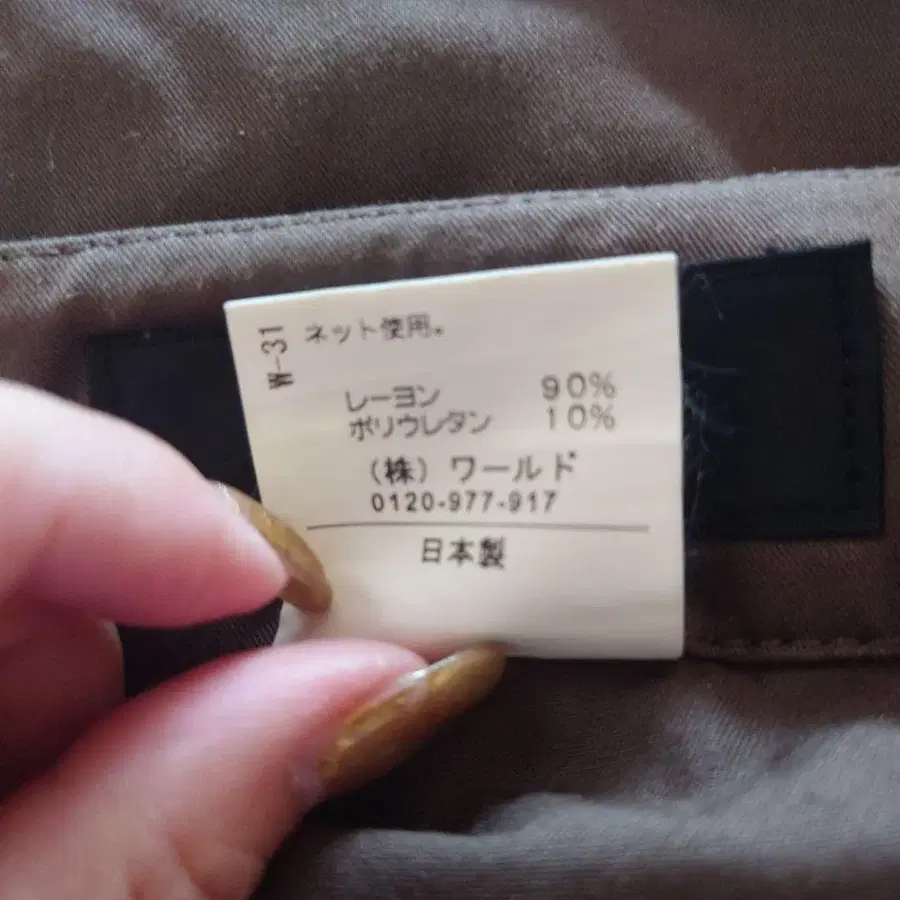 W-31
ネット使用。
レーヨン 90%
ポリウレタン 10%
(株) ワールド
0120-977-917
日本製